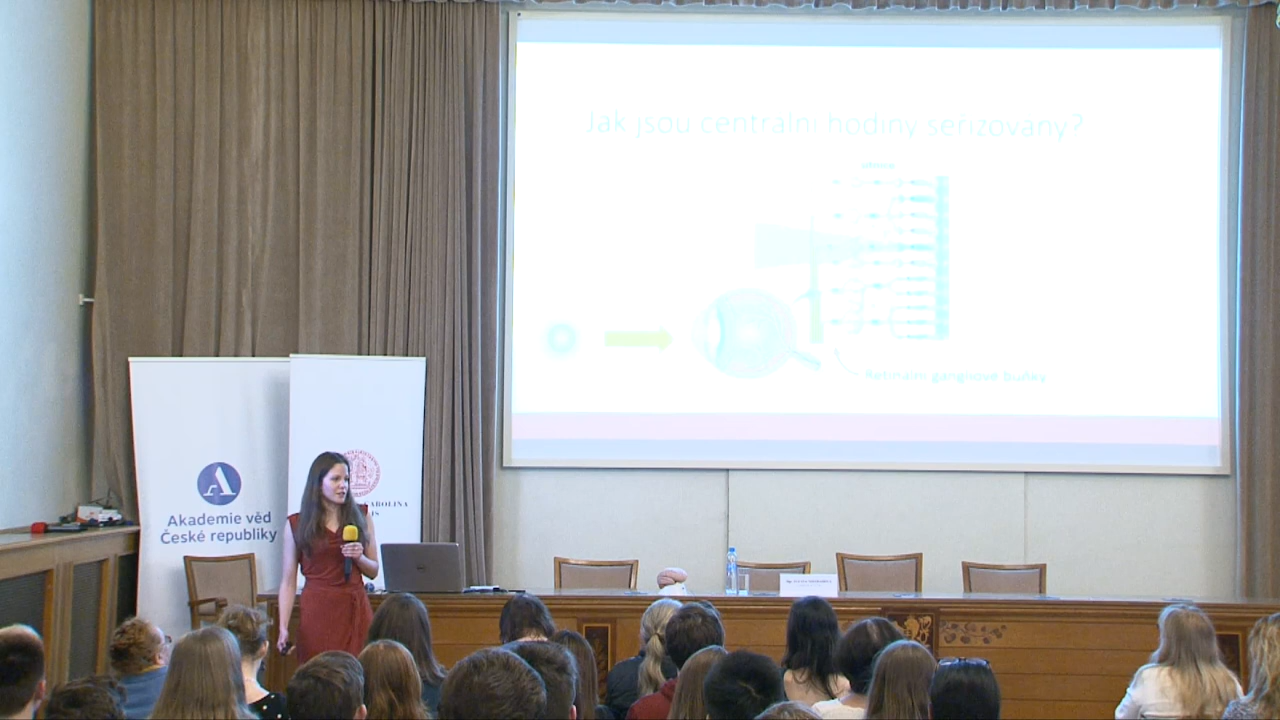 Jak jsou centrální hodiny seřizovány?
Retinální gangliové buňky
Akademie věd
České republiky